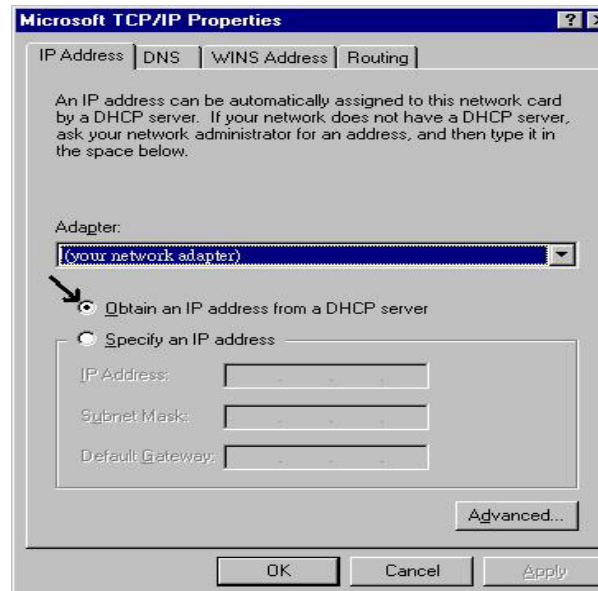 Microsoft TCP/IP Properties
IP Address DNS WINS Address Routing
An IP address can be automatically assigned to this network card
by a DHCP server. If your network does not have a DHCP server,
ask your network administrator for an address, and then type it in
the space below.
Adapter:
(your network adapter)
Obtain an IP address from a DHCP server
Specify an IP address
IP Address:
Subnet Mask:
Default Gateway:
Advanced...
OK Cancel Apply